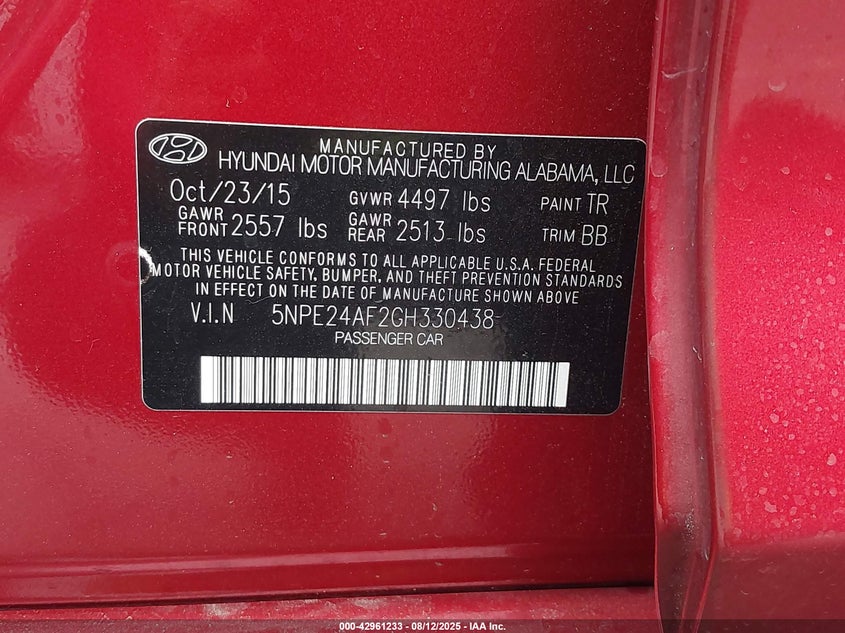 MANUFACTURED BY
HYUNDAI MOTOR MANUFACTURING ALABAMA, LLC
Oct/23/15 GVWR 4497 lbs PAINT TR
GAWR FRONT 2557 lbs GAWR REAR 2513 lbs TRIM BB
THIS VEHICLE CONFORMS TO ALL APPLICABLE U.S.A. FEDERAL
MOTOR VEHICLE SAFETY, BUMPER, AND THEFT PREVENTION STANDARDS
IN EFFECT ON THE DATE OF MANUFACTURE SHOWN ABOVE
V.I.N 5NPE24AF2GH330438
PASSENGER CAR
000-42961233 - 08/12/2025 - IAA Inc.